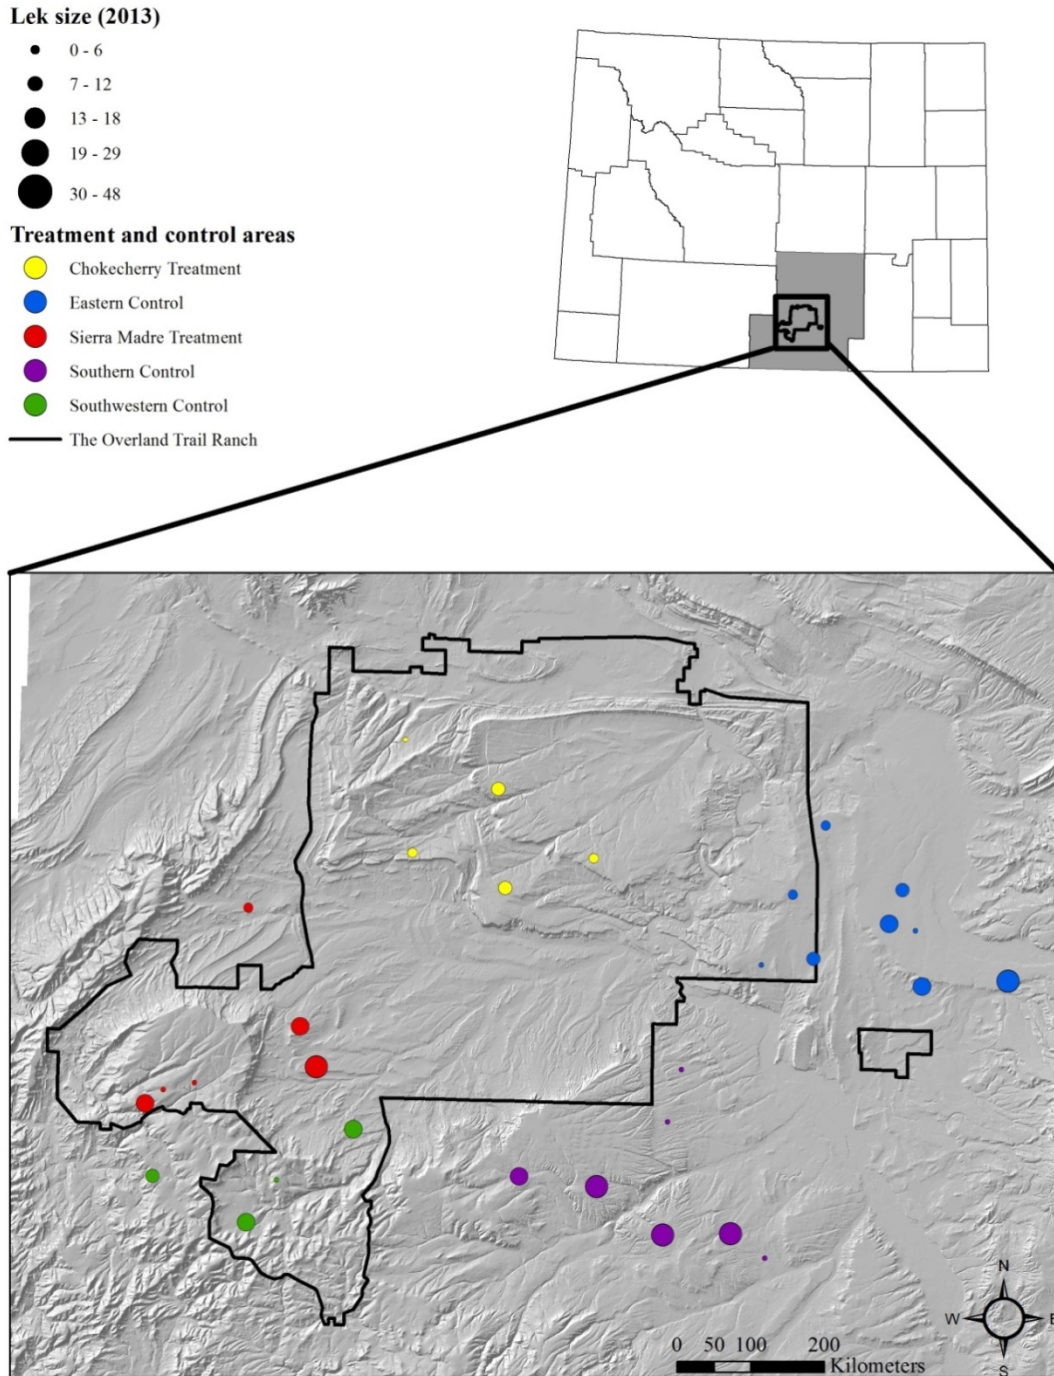 Lek size (2013)
0 - 6
7 - 12
13 - 18
19 - 29
30 - 48
Treatment and control areas
Chokecherry Treatment
Eastern Control
Sierra Madre Treatment
Southern Control
Southwestern Control
The Overland Trail Ranch
N
W E
S
0 50 100 200
Kilometers